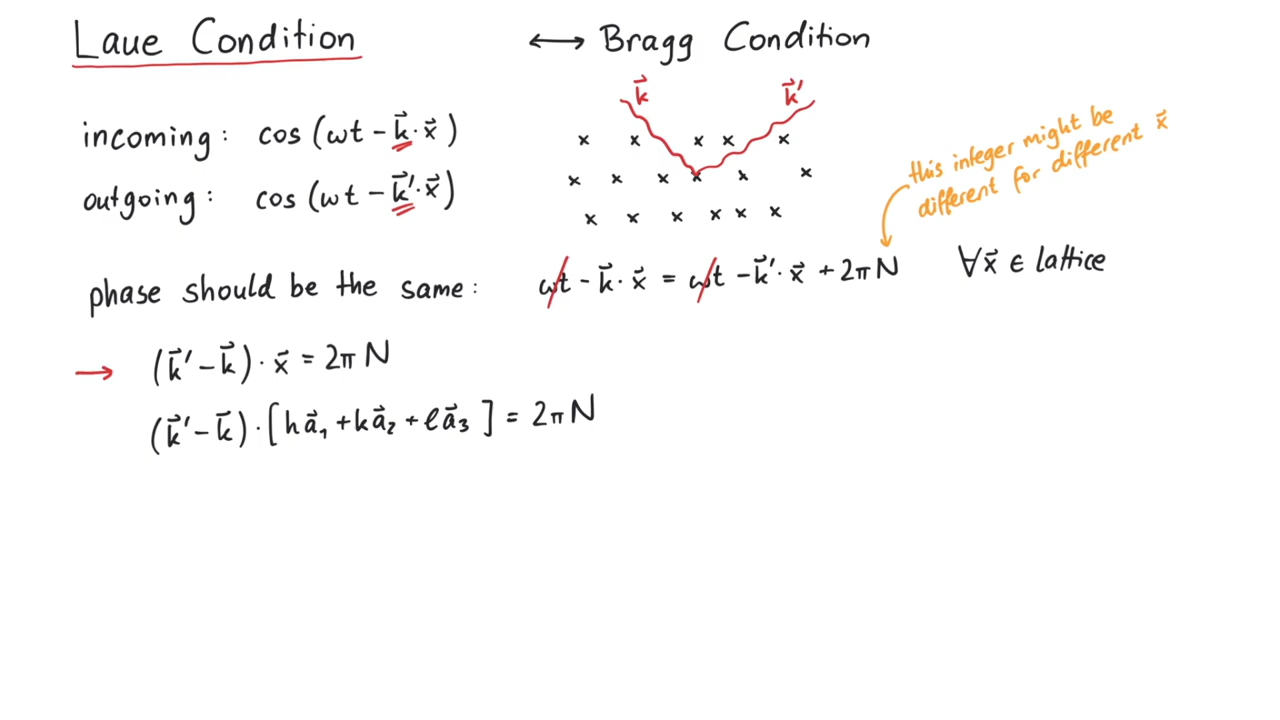 Laue Condition ⟷ Bragg Condition
k⃗ k⃗'
incoming: cos (ωt - k⃗·x⃗)
outgoing: cos (ωt - k⃗'·x⃗)
this integer might be
different for different x⃗
phase should be the same: ωt - k⃗·x⃗ = ωt - k⃗'·x⃗ + 2πN ∀x⃗ ∈ lattice
→ (k⃗' - k⃗)·x⃗ = 2πN
(k⃗' - k⃗)·[ha⃗₁ + ka⃗₂ + ℓa⃗₃] = 2πN